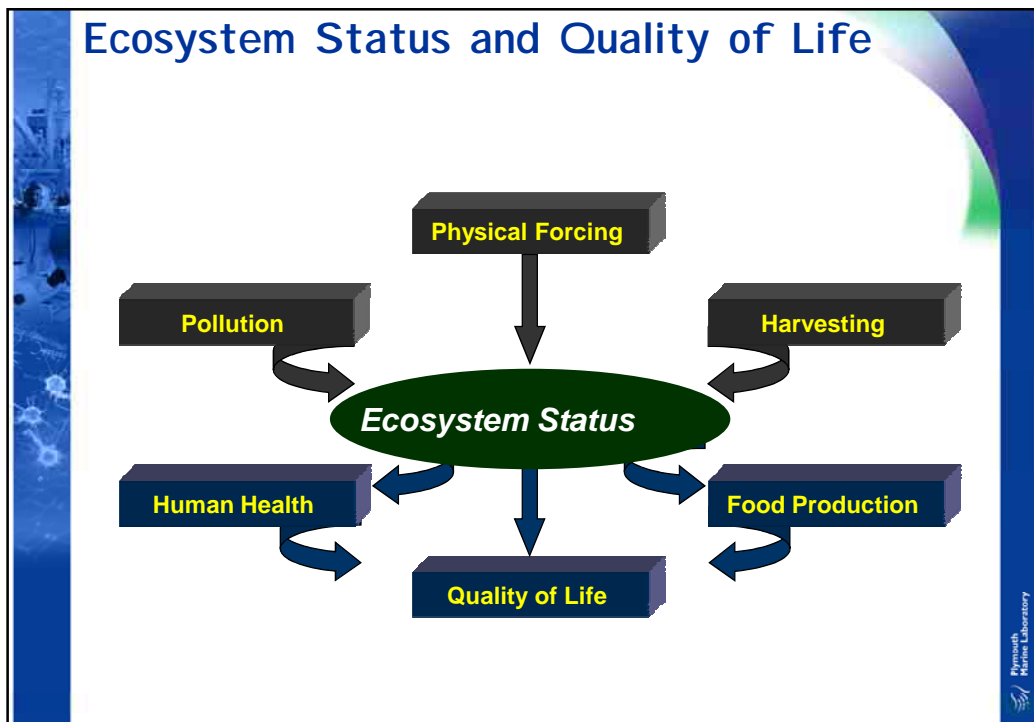 Ecosystem Status and Quality of Life
Physical Forcing
Pollution
Harvesting
Ecosystem Status
Human Health
Food Production
Quality of Life
Plymouth
Marine Laboratory